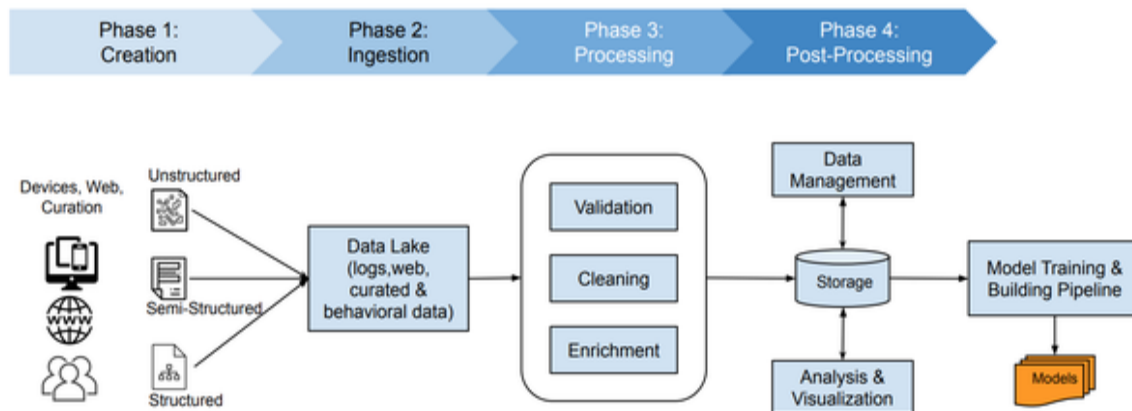 Phase 1:
Creation
Phase 2:
Ingestion
Phase 3:
Processing
Phase 4:
Post-Processing
Devices, Web,
Curation
Unstructured
WWW
Semi-Structured
Structured
Data Lake
(logs,web,
curated &
behavioral data)
Validation
Cleaning
Enrichment
Data
Management
Storage
Analysis &
Visualization
Model Training &
Building Pipeline
Models